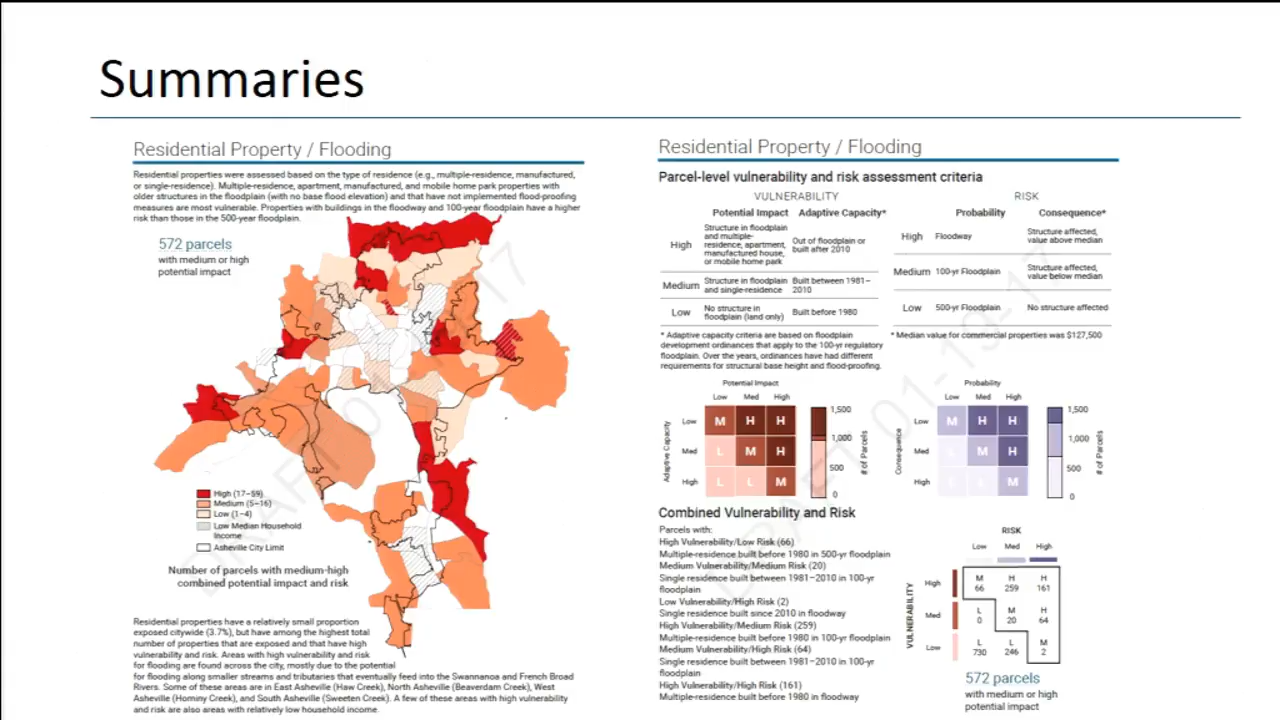 Summaries
Residential Property / Flooding
Residential properties were assessed based on the type of residence (e.g., multiple-residence, manufactured,
or single-residence). Multiple-residence, apartment, manufactured, and mobile home park properties with
older structures in the floodplain (with no base flood elevation) and that have not implemented flood-proofing
measures are most vulnerable. Properties with buildings in the floodway and 100-year floodplain have a higher
risk than those in the 500-year floodplain.
572 parcels
with medium or high
potential impact
High (17–59)
Medium (5–16)
Low (1–4)
Low Median Household
Income
Asheville City Limit
Number of parcels with medium-high
combined potential impact and risk
Residential properties have a relatively small proportion
exposed citywide (3.7%), but have among the highest total
number of properties that are exposed and that have high
vulnerability and risk. Areas with high vulnerability and risk
for flooding are found across the city, mostly due to the potential
for flooding along smaller streams and tributaries that eventually feed into the Swannanoa and French Broad
Rivers. Some of these areas are in East Asheville (Haw Creek), North Asheville (Beaverdam Creek), West
Asheville (Hominy Creek), and South Asheville (Sweeten Creek). A few of these areas with high vulnerability
and risk are also areas with relatively low household income.
Residential Property / Flooding
Parcel-level vulnerability and risk assessment criteria
VULNERABILITY
Potential Impact Adaptive Capacity*
High
Structure in floodplain
and multiple-
residence, apartment,
manufactured house,
or mobile home park
Out of floodplain or
built after 2010
Medium
Structure in floodplain
and single-residence
Built between 1981–
2010
Low
No structure in
floodplain (land only)
Built before 1980
* Adaptive capacity criteria are based on floodplain
development ordinances that apply to the 100-yr regulatory
floodplain. Over the years, ordinances have had different
requirements for structural base height and flood-proofing.
RISK
Probability Consequence*
High Floodway
Structure affected,
value above median
Medium 100-yr Floodplain
Structure affected,
value below median
Low 500-yr Floodplain No structure affected
* Median value for commercial properties was $127,500
Potential Impact
Low Med High
Adaptive Capacity
Low M H H
Med L M H
High L L M
1,500
1,000
500
0
# of Parcels
Probability
Low Med High
Consequence
Low M H H
Med L M H
High L L M
1,500
1,000
500
0
# of Parcels
Combined Vulnerability and Risk
Parcels with:
High Vulnerability/Low Risk (66)
Multiple-residence built before 1980 in 500-yr floodplain
Medium Vulnerability/Medium Risk (20)
Single residence built between 1981–2010 in 100-yr
floodplain
Low Vulnerability/High Risk (2)
Single residence built since 2010 in floodway
High Vulnerability/Medium Risk (259)
Multiple-residence built before 1980 in 100-yr floodplain
Medium Vulnerability/High Risk (64)
Single residence built between 1981–2010 in 100-yr
floodplain
High Vulnerability/High Risk (161)
Multiple-residence built before 1980 in floodway
RISK
Low Med High
VULNERABILITY
High
M H H
66 259 161
Med
L M H
0 20 64
Low
L L M
730 246 2
572 parcels
with medium or high
potential impact